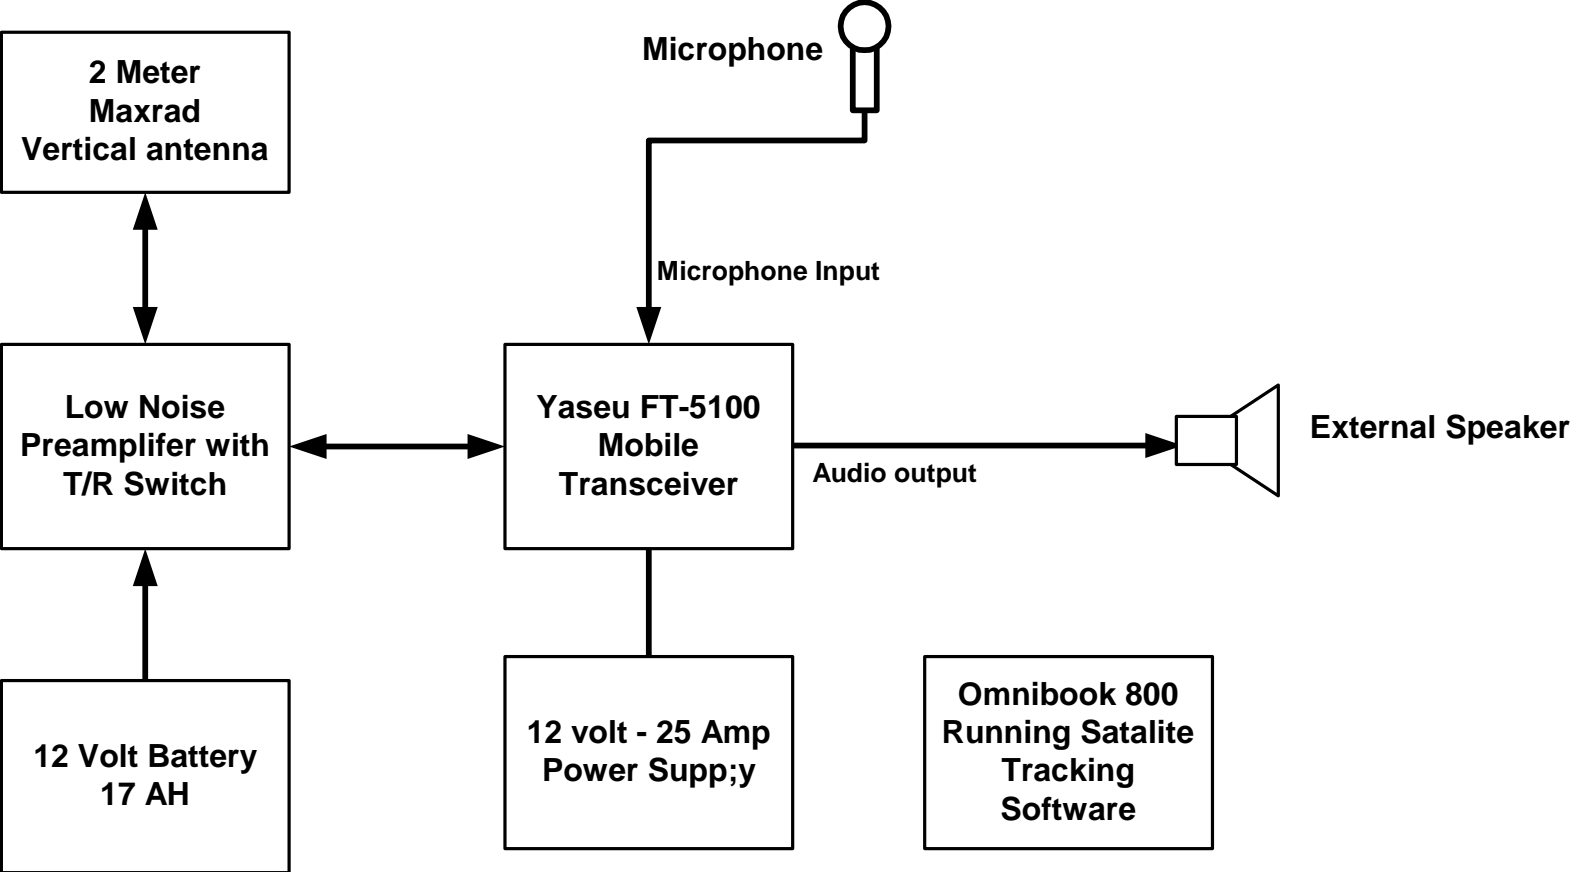 2 Meter
Maxrad
Vertical antenna
Microphone
Microphone Input
Low Noise
Preamplifer with
T/R Switch
Yaseu FT-5100
Mobile
Transceiver
Audio output
External Speaker
12 Volt Battery
17 AH
12 volt - 25 Amp
Power Supp;y
Omnibook 800
Running Satalite
Tracking
Software